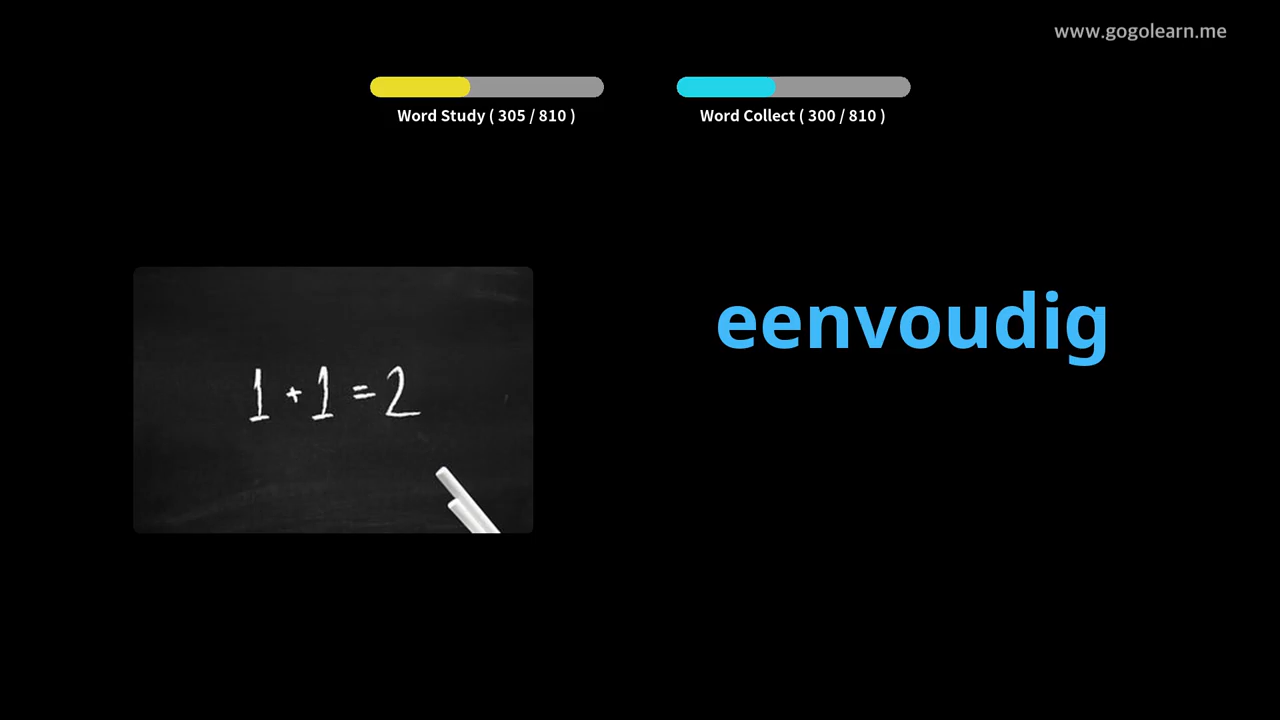 www.gogolearn.me
Word Study ( 305 / 810 )
Word Collect ( 300 / 810 )
eenvoudig
1 + 1 = 2